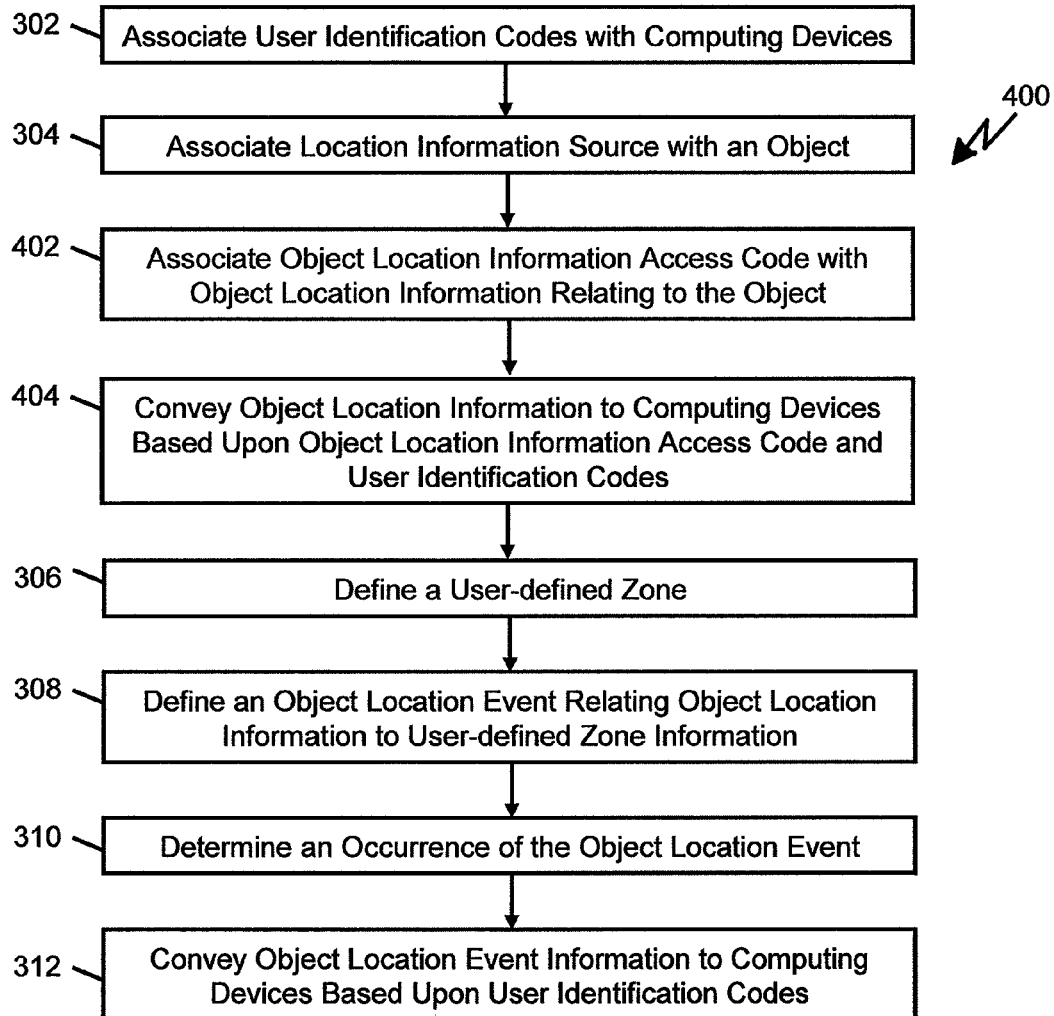 302
Associate User Identification Codes with Computing Devices
400
304
Associate Location Information Source with an Object
402
Associate Object Location Information Access Code with
Object Location Information Relating to the Object
404
Convey Object Location Information to Computing Devices
Based Upon Object Location Information Access Code and
User Identification Codes
306
Define a User-defined Zone
308
Define an Object Location Event Relating Object Location
Information to User-defined Zone Information
310
Determine an Occurrence of the Object Location Event
312
Convey Object Location Event Information to Computing
Devices Based Upon User Identification Codes